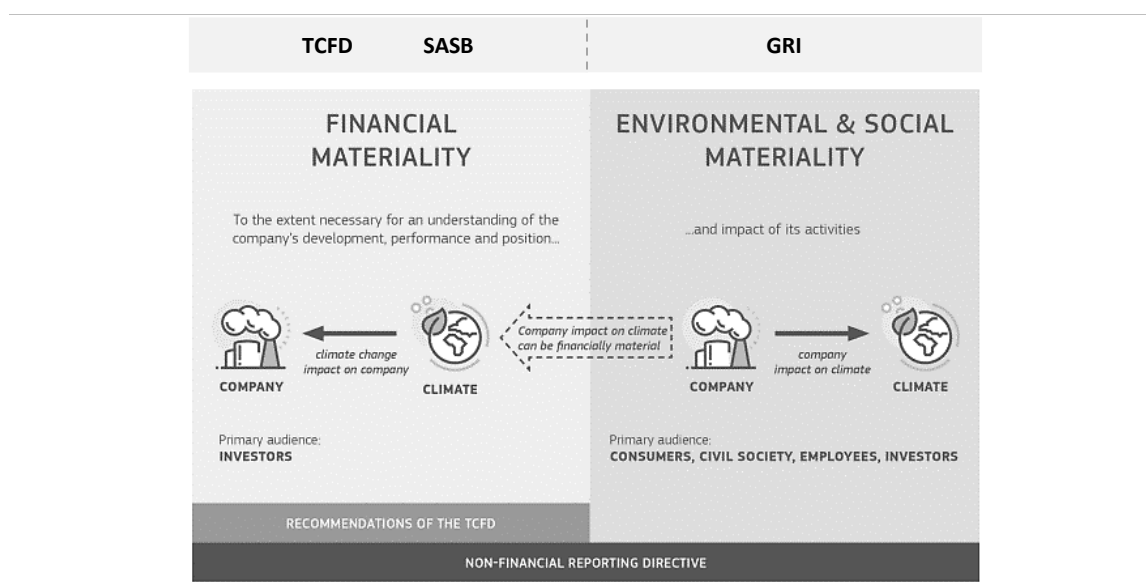 TCFD SASB GRI
FINANCIAL
MATERIALITY
To the extent necessary for an understanding of the
company's development, performance and position...
climate change
impact on company
COMPANY
CLIMATE
Primary audience:
INVESTORS
RECOMMENDATIONS OF THE TCFD
Company impact on climate
can be financially material
ENVIRONMENTAL & SOCIAL
MATERIALITY
...and impact of its activities
company
impact on climate
COMPANY
CLIMATE
Primary audience:
CONSUMERS, CIVIL SOCIETY, EMPLOYEES, INVESTORS
NON-FINANCIAL REPORTING DIRECTIVE